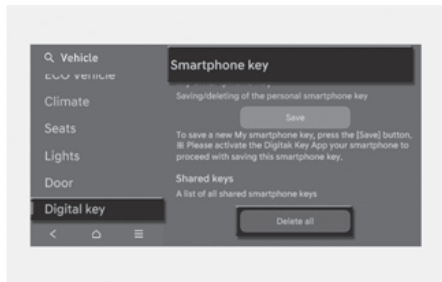 Vehicle
Smartphone key
ECO vehicle
Saving/deleting of the personal smartphone key
Climate
Save
Seats
To save a new My smartphone key, press the [Save] button.
※ Please activate the Digitak Key App your smartphone to
proceed with saving this smartphone key.
Lights
Shared keys
Door
A list of all shared smartphone keys
Digital key
Delete all